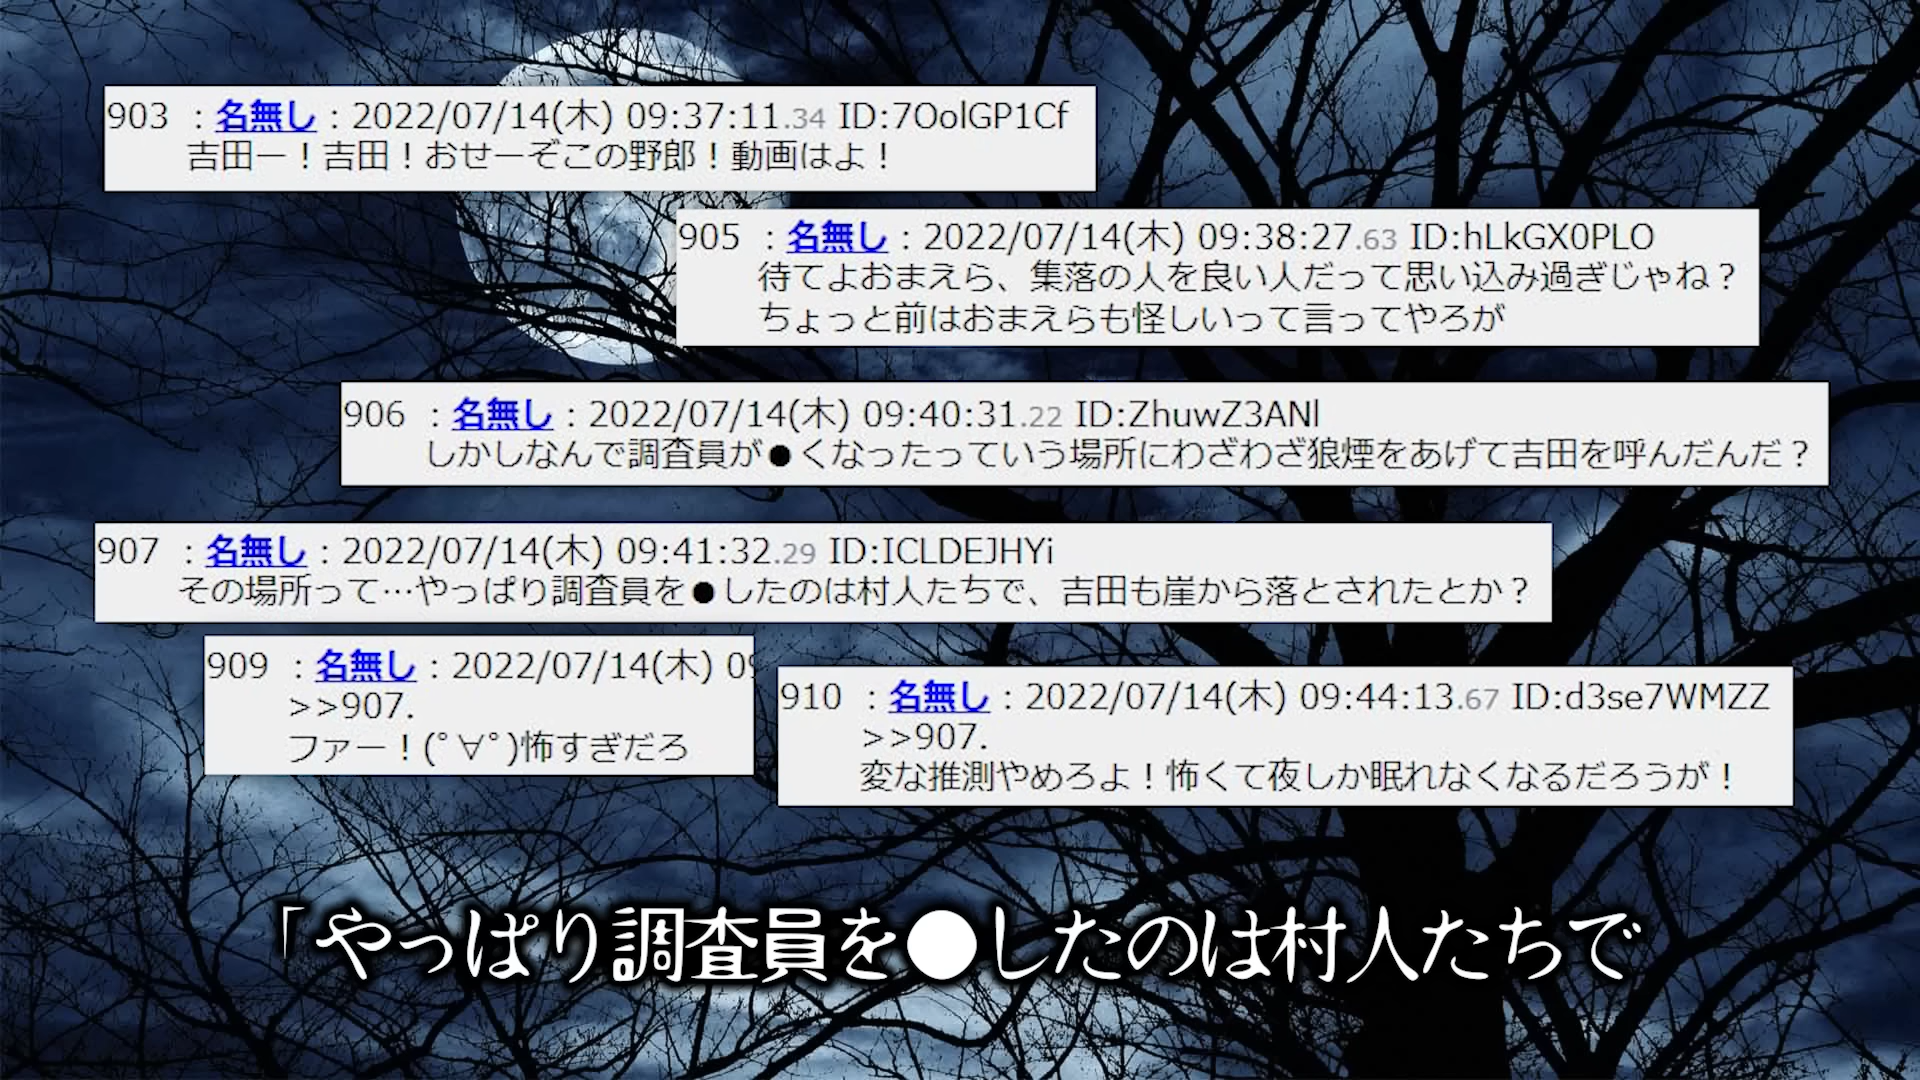 903 ：名無し：2022/07/14(木) 09:37:11.34 ID:7OolGP1Cf
吉田ー！吉田！おせーぞこの野郎！動画はよ！
905 ：名無し：2022/07/14(木) 09:38:27.63 ID:hLkGX0PLO
待てよおまえら、集落の人を良い人だって思い込み過ぎじゃね？
ちょっと前はおまえらも怪しいって言ってやろが
906 ：名無し：2022/07/14(木) 09:40:31.22 ID:ZhuwZ3ANl
しかしなんで調査員が●くなったっていう場所にわざわざ狼煙をあげて吉田を呼んだんだ？
907 ：名無し：2022/07/14(木) 09:41:32.29 ID:ICLDEJHYi
その場所って…やっぱり調査員を●したのは村人たちで、吉田も崖から落とされたとか？
909 ：名無し：2022/07/14(木) 09
>>907.
ファー！(ﾟ∀ﾟ)怖すぎだろ
910 ：名無し：2022/07/14(木) 09:44:13.67 ID:d3se7WMZZ
>>907.
変な推測やめろよ！怖くて夜しか眠れなくなるだろうが！
「やっぱり調査員を●したのは村人たちで